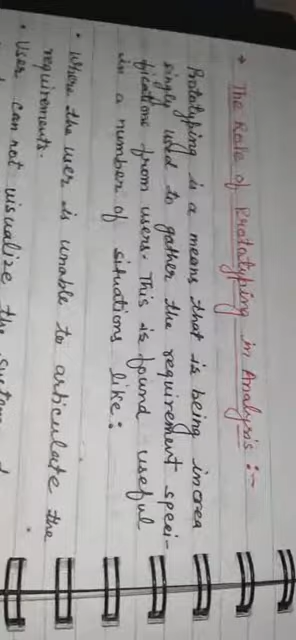 → The Role of Prototyping in Analysis :-
Prototyping is a means that is being increa
singly used to gather the requirement speci-
fications from users. This is found useful
in a number of situations like:
• Where the user is unable to articulate the
requirements.
• User can not visualize the